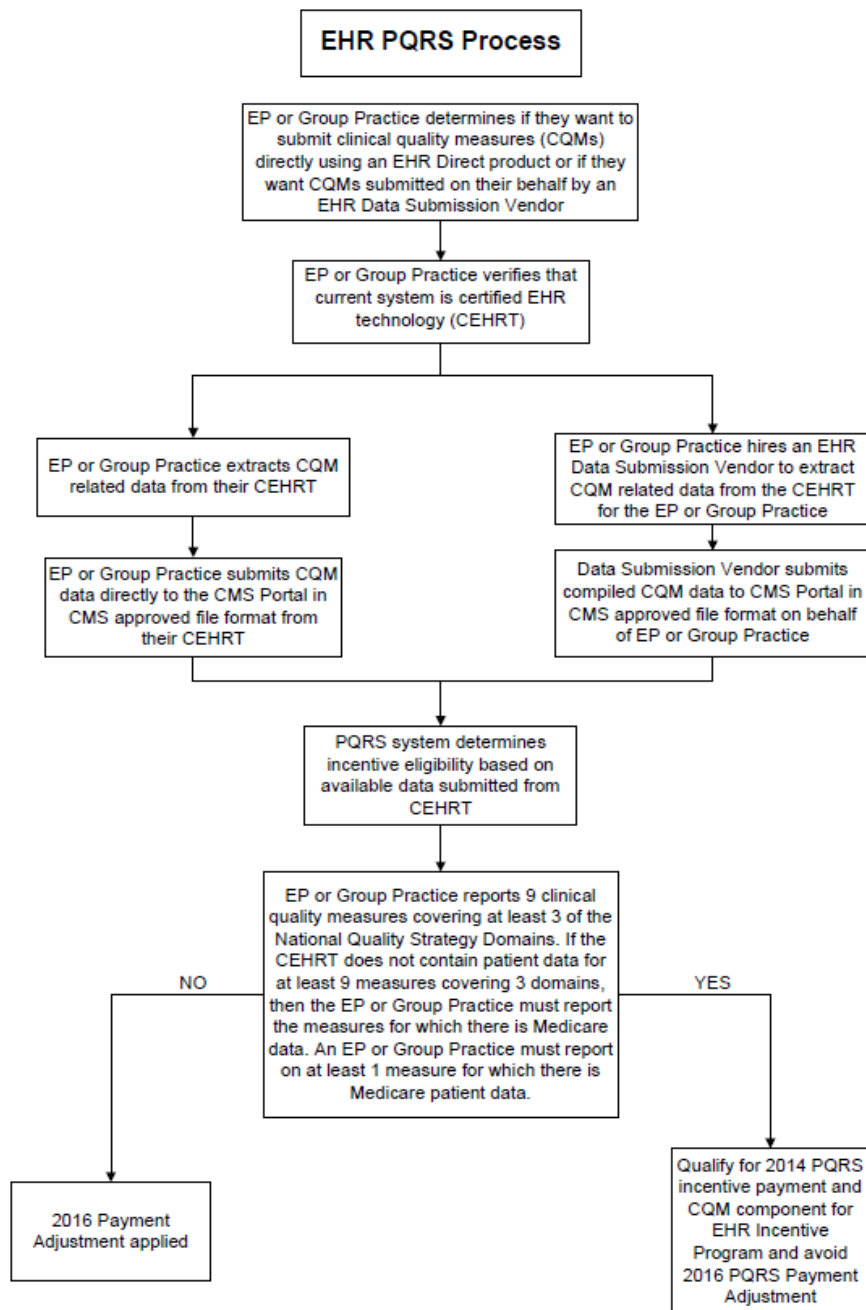 EHR PQRS Process
EP or Group Practice determines if they want to
submit clinical quality measures (CQMs)
directly using an EHR Direct product or if they
want CQMs submitted on their behalf by an
EHR Data Submission Vendor
EP or Group Practice verifies that
current system is certified EHR
technology (CEHRT)
EP or Group Practice extracts CQM
related data from their CEHRT
EP or Group Practice submits CQM
data directly to the CMS Portal in
CMS approved file format from
their CEHRT
EP or Group Practice hires an EHR
Data Submission Vendor to extract
CQM related data from the CEHRT
for the EP or Group Practice
Data Submission Vendor submits
compiled CQM data to CMS Portal in
CMS approved file format on behalf
of EP or Group Practice
PQRS system determines
incentive eligibility based on
available data submitted from
CEHRT
EP or Group Practice reports 9 clinical
quality measures covering at least 3 of the
National Quality Strategy Domains. If the
CEHRT does not contain patient data for
at least 9 measures covering 3 domains,
then the EP or Group Practice must report
the measures for which there is Medicare
data. An EP or Group Practice must report
on at least 1 measure for which there is
Medicare patient data.
NO
YES
2016 Payment
Adjustment applied
Qualify for 2014 PQRS
incentive payment and
CQM component for
EHR Incentive
Program and avoid
2016 PQRS Payment
Adjustment